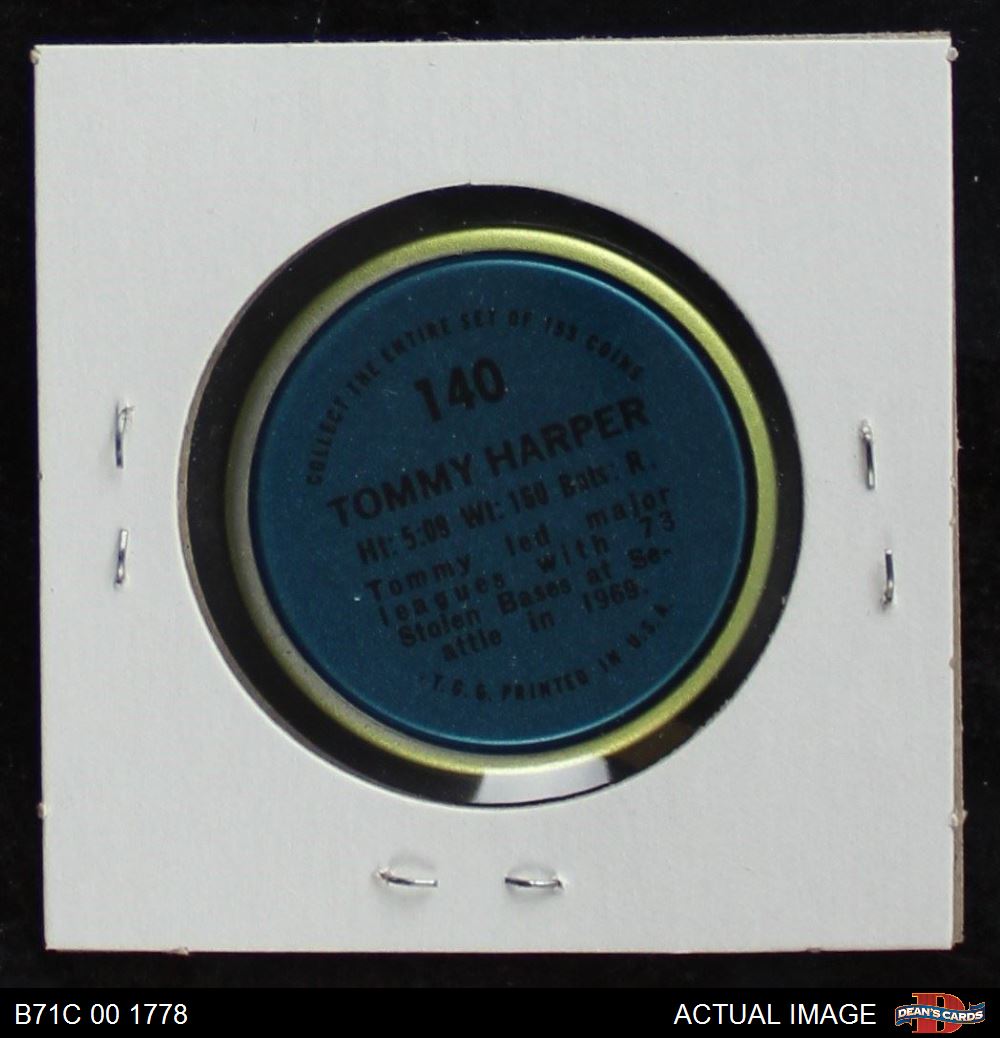 COLLECT THE ENTIRE SET OF 153 COINS
140
TOMMY HARPER
Ht: 5:09 Wt: 160 Bats: R.
Tommy led major
leagues with 73
Stolen Bases at Se-
attle in 1969.
T.C.G. PRINTED IN U.S.A.
B71C 00 1778
ACTUAL IMAGE
DEAN'S CARDS